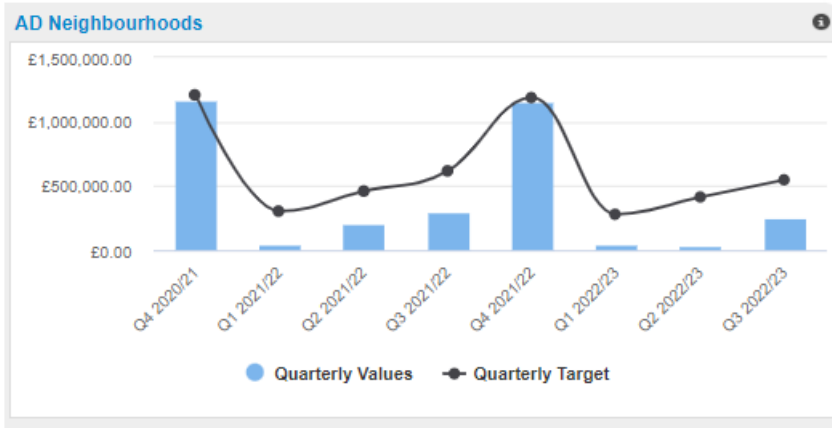 AD Neighbourhoods
£1,500,000.00
£1,000,000.00
£500,000.00
£0.00
Q4 2020/21
Q1 2021/22
Q2 2021/22
Q3 2021/22
Q4 2021/22
Q1 2022/23
Q2 2022/23
Q3 2022/23
Quarterly Values
Quarterly Target